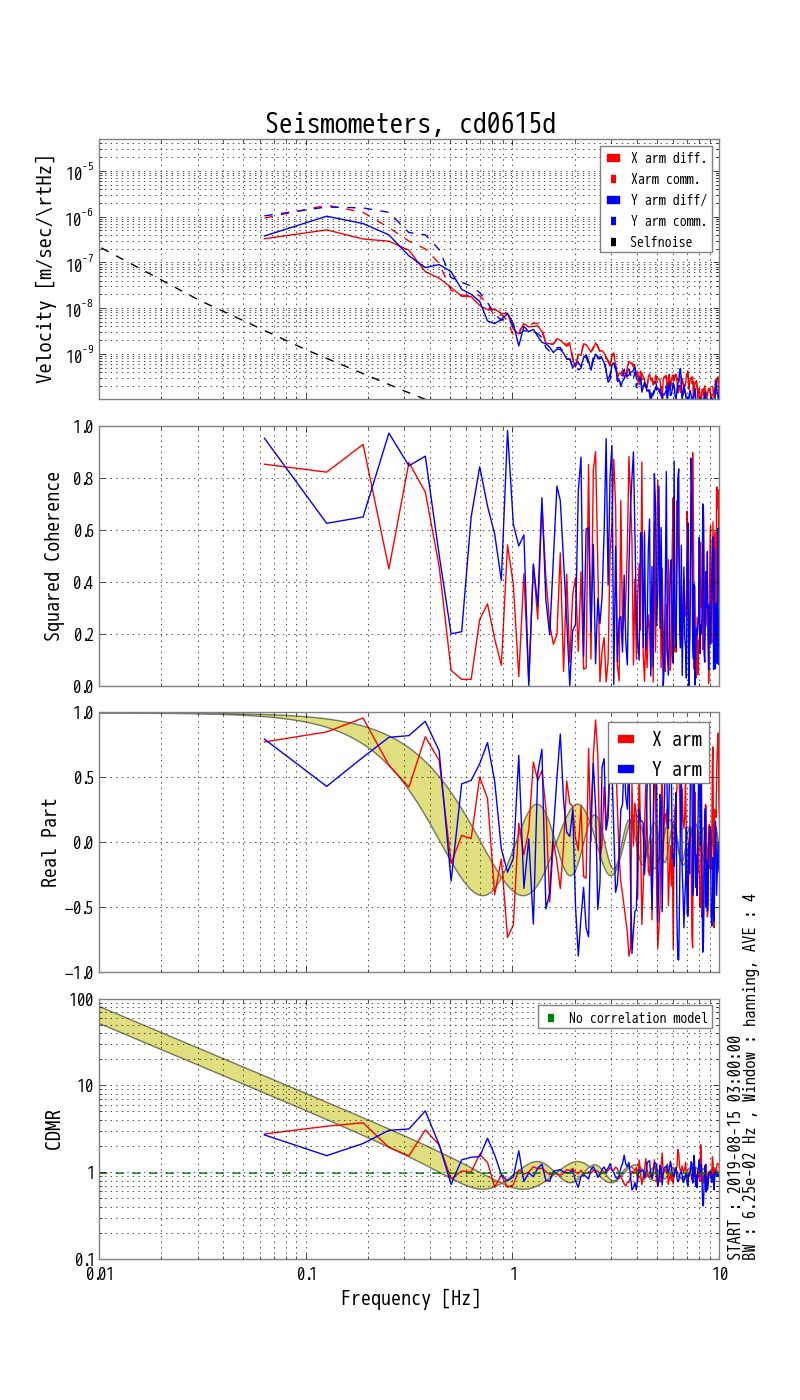 Seismometers, cd0615d
Velocity [m/sec/\rtHz]
10^-5
10^-6
10^-7
10^-8
10^-9
X arm diff.
Xarm comm.
Y arm diff/
Y arm comm.
Selfnoise
Squared Coherence
1.0
0.8
0.6
0.4
0.2
0.0
Real Part
1.0
0.5
0.0
−0.5
−1.0
X arm
Y arm
CDMR
100
10
1
0.1
No correlation model
0.01
0.1
1
10
Frequency [Hz]
START : 2019-08-15 03:00:00
BW : 6.25e-02 Hz , Window : hanning, AVE : 4